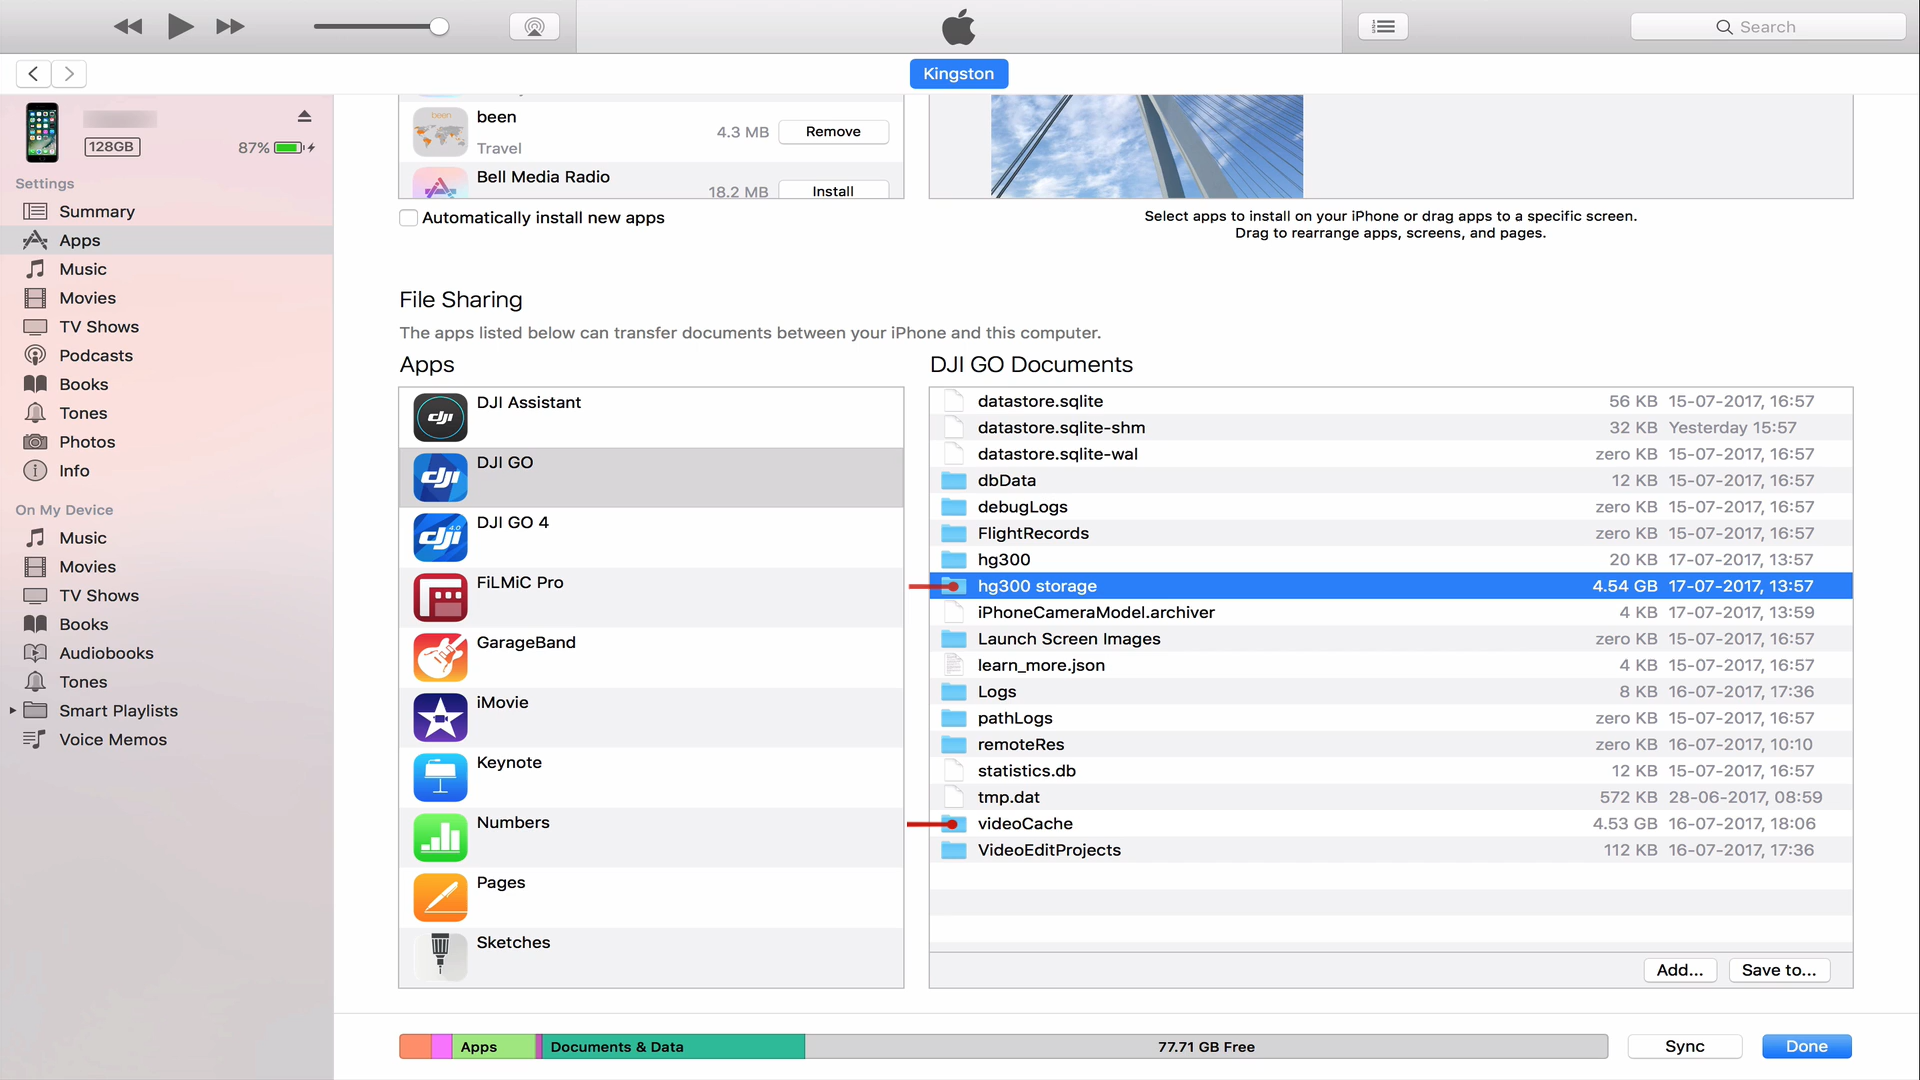 Search
Kingston
128GB
87%
Settings
Summary
Apps
Music
Movies
TV Shows
Podcasts
Books
Tones
Photos
Info
On My Device
Music
Movies
TV Shows
Books
Audiobooks
Tones
Smart Playlists
Voice Memos
been
been
4.3 MB
Remove
Travel
Bell Media Radio
18.2 MB
Install
Automatically install new apps
Select apps to install on your iPhone or drag apps to a specific screen.
Drag to rearrange apps, screens, and pages.
File Sharing
The apps listed below can transfer documents between your iPhone and this computer.
Apps
dji
DJI Assistant
dji
DJI GO
dji 4.0
DJI GO 4
FiLMiC Pro
GarageBand
iMovie
Keynote
Numbers
Pages
Sketches
DJI GO Documents
datastore.sqlite 56 KB 15-07-2017, 16:57
datastore.sqlite-shm 32 KB Yesterday 15:57
datastore.sqlite-wal zero KB 15-07-2017, 16:57
dbData 12 KB 15-07-2017, 16:57
debugLogs zero KB 15-07-2017, 16:57
FlightRecords zero KB 15-07-2017, 16:57
hg300 20 KB 17-07-2017, 13:57
hg300 storage 4.54 GB 17-07-2017, 13:57
iPhoneCameraModel.archiver 4 KB 17-07-2017, 13:59
Launch Screen Images zero KB 15-07-2017, 16:57
learn_more.json 4 KB 15-07-2017, 16:57
Logs 8 KB 16-07-2017, 17:36
pathLogs zero KB 15-07-2017, 16:57
remoteRes zero KB 16-07-2017, 10:10
statistics.db 12 KB 15-07-2017, 16:57
tmp.dat 572 KB 28-06-2017, 08:59
videoCache 4.53 GB 16-07-2017, 18:06
VideoEditProjects 112 KB 16-07-2017, 17:36
Add... Save to...
Apps Documents & Data 77.71 GB Free Sync Done